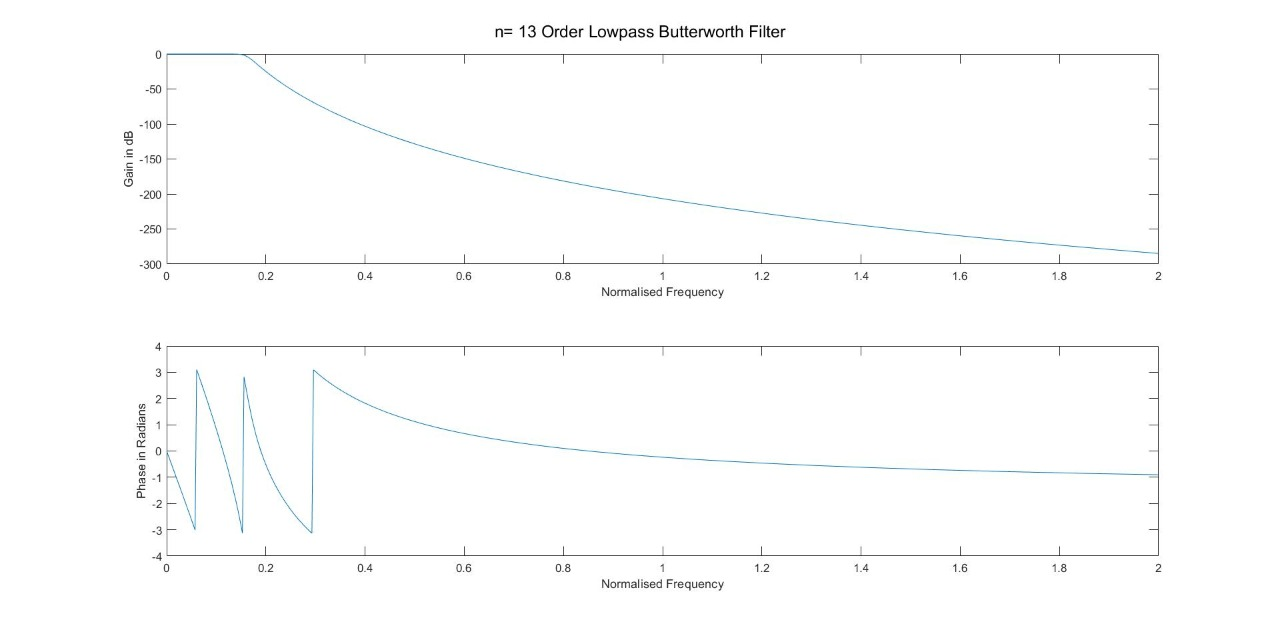 n= 13 Order Lowpass Butterworth Filter
0
-50
-100
-150
-200
-250
-300
Gain in dB
0 0.2 0.4 0.6 0.8 1 1.2 1.4 1.6 1.8 2
Normalised Frequency
4
3
2
1
0
-1
-2
-3
-4
Phase in Radians
0 0.2 0.4 0.6 0.8 1 1.2 1.4 1.6 1.8 2
Normalised Frequency